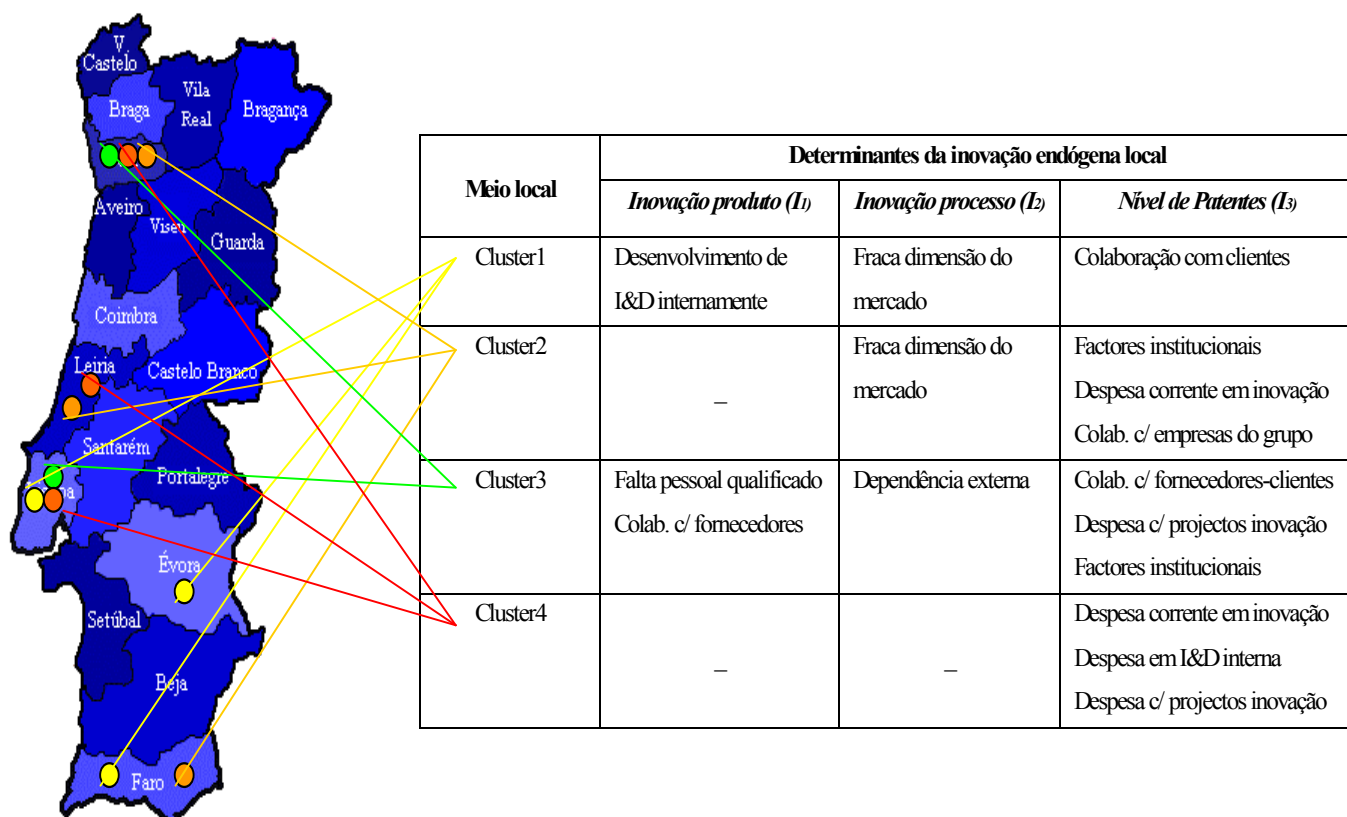 V.
Castelo
Braga
Vila
Real
Bragança
Aveiro
Viseu
Guarda
Coimbra
Leiria
Castelo Branco
Santarém
Portalegre
Évora
Setúbal
Beja
Faro
Meio local
Determinantes da inovação endógena local
Inovação produto (I1)
Inovação processo (I2)
Nível de Patentes (I3)
Cluster1
Desenvolvimento de
I&D internamente
Fraca dimensão do
mercado
Colaboração com clientes
Cluster2
–
Fraca dimensão do
mercado
Factores institucionais
Despesa corrente em inovação
Colab. c/ empresas do grupo
Cluster3
Falta pessoal qualificado
Colab. c/ fornecedores
Dependência externa
Colab. c/ fornecedores-clientes
Despesa c/ projectos inovação
Factores institucionais
Cluster4
–
–
Despesa corrente em inovação
Despesa em I&D interna
Despesa c/ projectos inovação